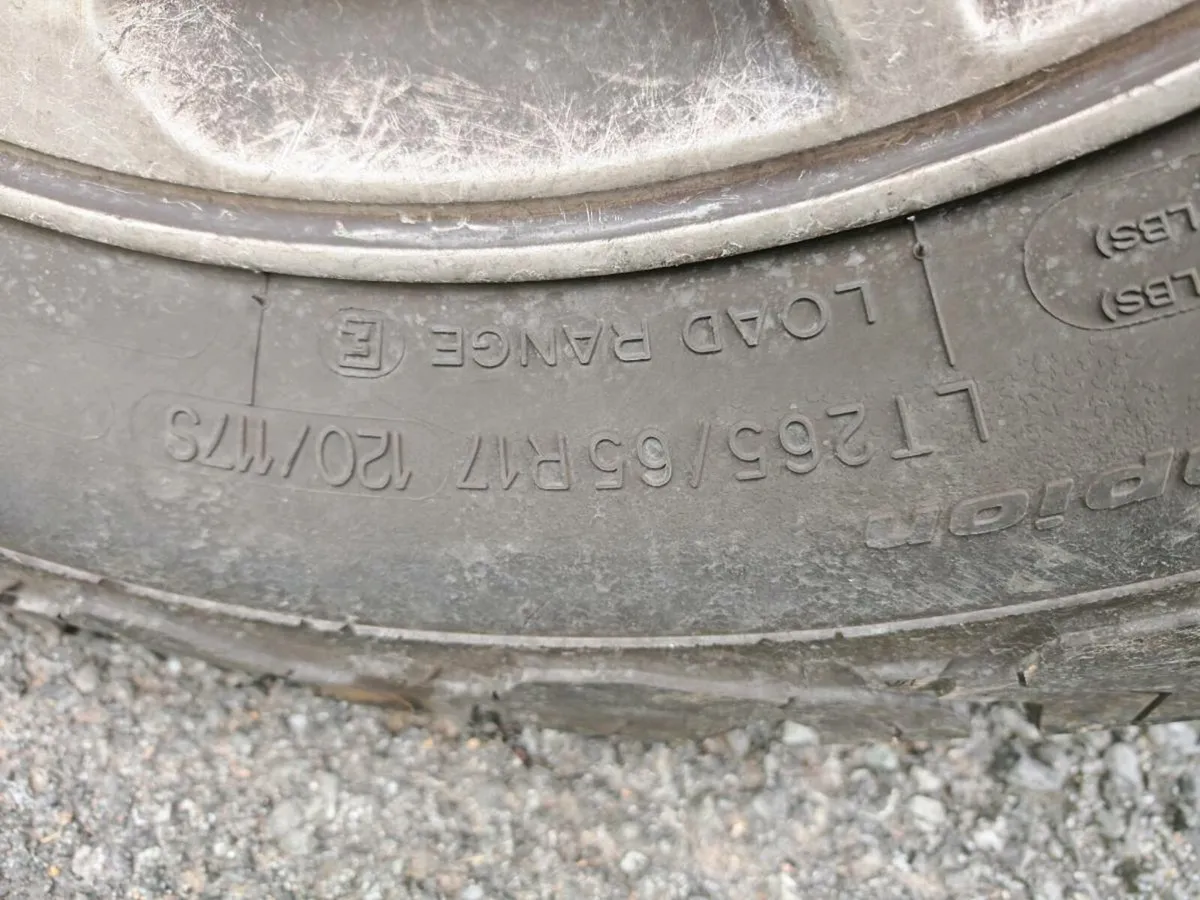 LBS)
LBS)
LT265/65R17 120/117S
LOAD RANGE E